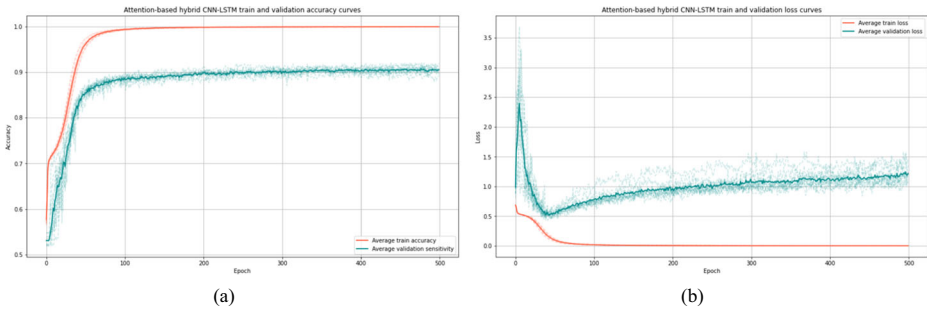 Attention-based hybrid CNN-LSTM train and validation accuracy curves
1.0
0.9
0.8
0.7
0.6
0.5
Accuracy
Average train accuracy
Average validation sensitivity
0 100 200 300 400 500
Epoch
(a)
Attention-based hybrid CNN-LSTM train and validation loss curves
Average train loss
Average validation loss
3.5
3.0
2.5
2.0
1.5
1.0
0.5
0.0
Loss
0 100 200 300 400 500
Epoch
(b)